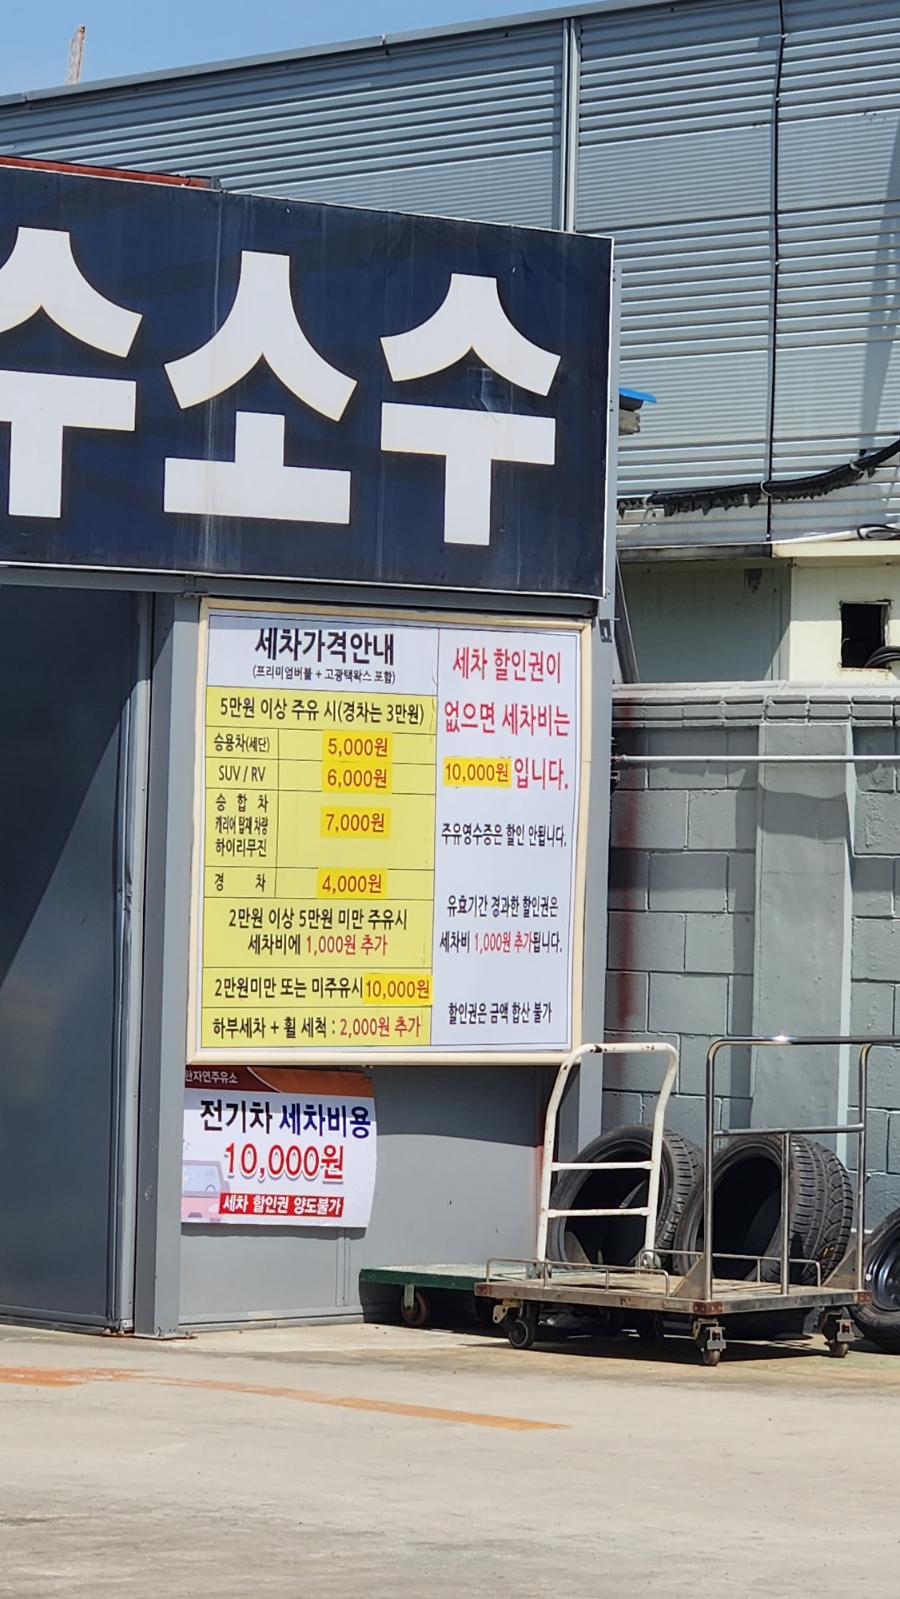 수소수
세차가격안내
(프리미엄버블 + 고광택왁스 포함)
5만원 이상 주유 시(경차는 3만원)
승용차(세단) 5,000원
SUV / RV 6,000원
승 합 차
캐리어 탑재 차량
하이리무진
7,000원
경 차 4,000원
2만원 이상 5만원 미만 주유시
세차비에 1,000원 추가
2만원미만 또는 미주유시 10,000원
하부세차 + 휠 세척 : 2,000원 추가
세차 할인권이
없으면 세차비는
10,000원 입니다.
주유영수증은 할인 안됩니다.
유효기간 경과한 할인권은
세차비 1,000원 추가됩니다.
할인권은 금액 합산 불가
탄자연주유소
전기차 세차비용
10,000원
세차 할인권 양도불가